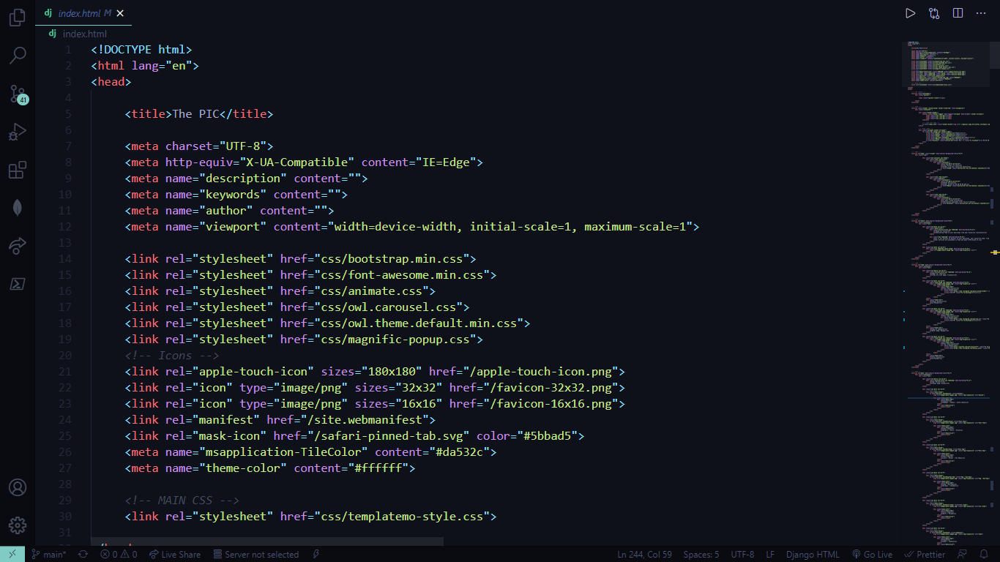 index.html M
index.html
1 <!DOCTYPE html>
2 <html lang="en">
3 <head>
4
5 <title>The PIC</title>
6
7 <meta charset="UTF-8">
8 <meta http-equiv="X-UA-Compatible" content="IE=Edge">
9 <meta name="description" content="">
10 <meta name="keywords" content="">
11 <meta name="author" content="">
12 <meta name="viewport" content="width=device-width, initial-scale=1, maximum-scale=1">
13
14 <link rel="stylesheet" href="css/bootstrap.min.css">
15 <link rel="stylesheet" href="css/font-awesome.min.css">
16 <link rel="stylesheet" href="css/animate.css">
17 <link rel="stylesheet" href="css/owl.carousel.css">
18 <link rel="stylesheet" href="css/owl.theme.default.min.css">
19 <link rel="stylesheet" href="css/magnific-popup.css">
20 <!-- Icons -->
21 <link rel="apple-touch-icon" sizes="180x180" href="/apple-touch-icon.png">
22 <link rel="icon" type="image/png" sizes="32x32" href="/favicon-32x32.png">
23 <link rel="icon" type="image/png" sizes="16x16" href="/favicon-16x16.png">
24 <link rel="manifest" href="/site.webmanifest">
25 <link rel="mask-icon" href="/safari-pinned-tab.svg" color="#5bbad5">
26 <meta name="msapplication-TileColor" content="#da532c">
27 <meta name="theme-color" content="#ffffff">
28
29 <!-- MAIN CSS -->
30 <link rel="stylesheet" href="css/templatemo-style.css">
31
41
main* 0 0 Live Share Server not selected Ln 244, Col 59 Spaces: 5 UTF-8 LF Django HTML Go Live Prettier